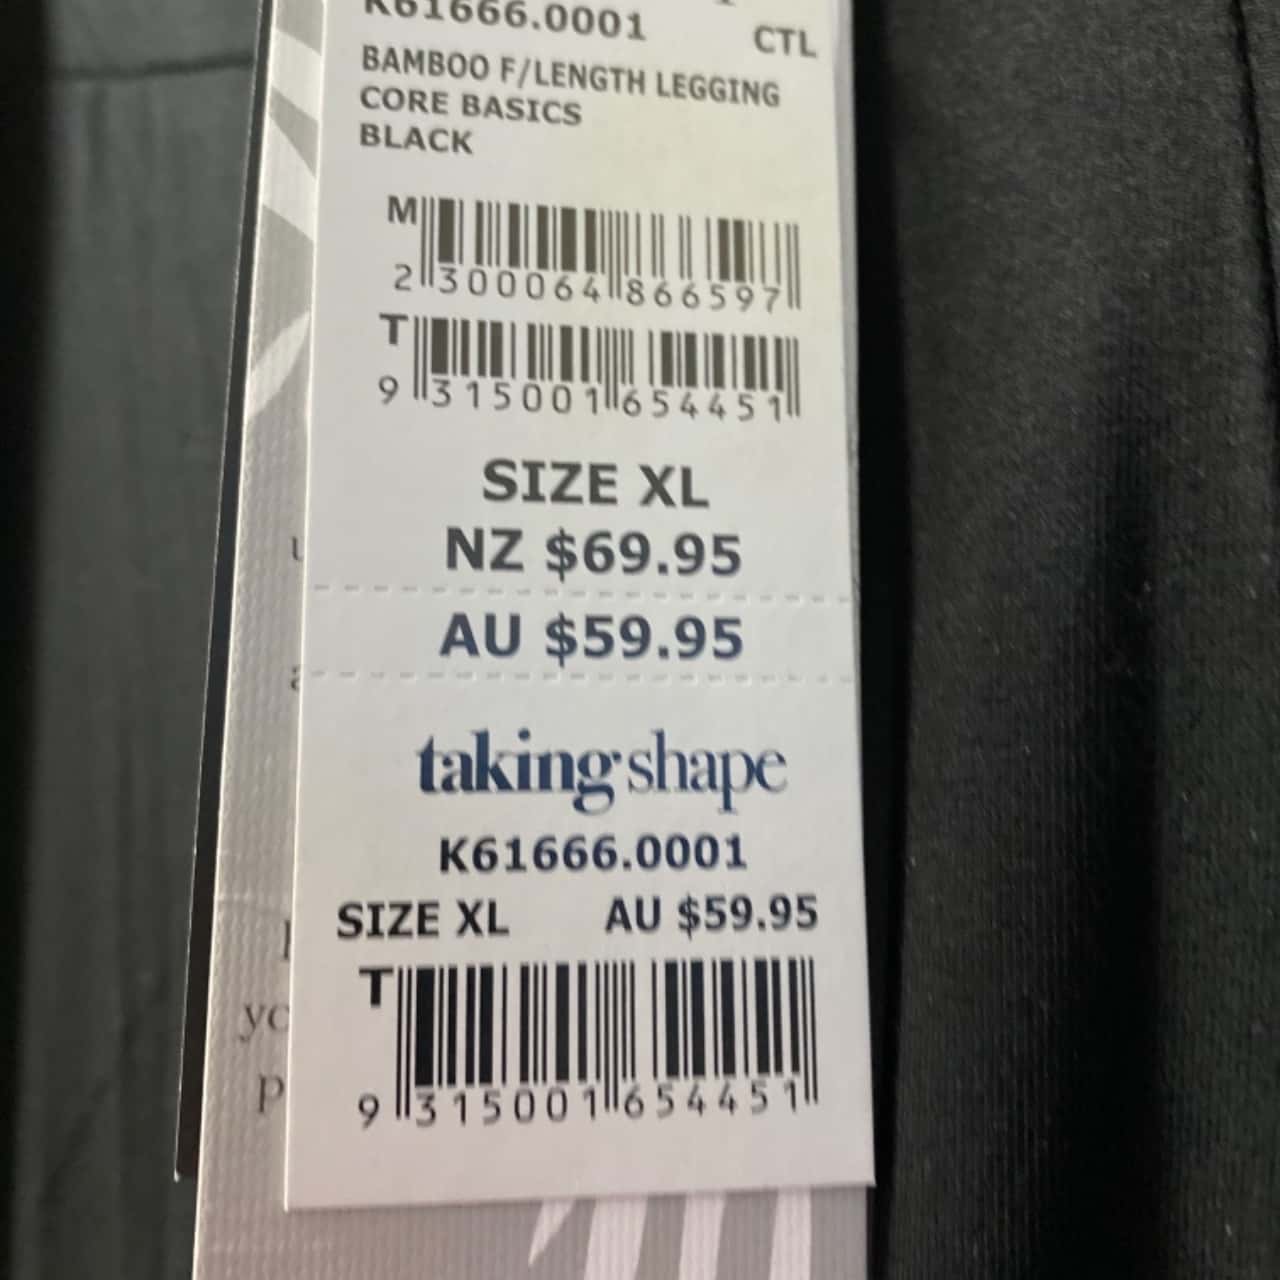 K61666.0001 CTL
BAMBOO F/LENGTH LEGGING
CORE BASICS
BLACK
M
2 300064 866597
T
9 315001 654451
SIZE XL
NZ $69.95
AU $59.95
taking shape
K61666.0001
SIZE XL AU $59.95
T
9 315001 654451